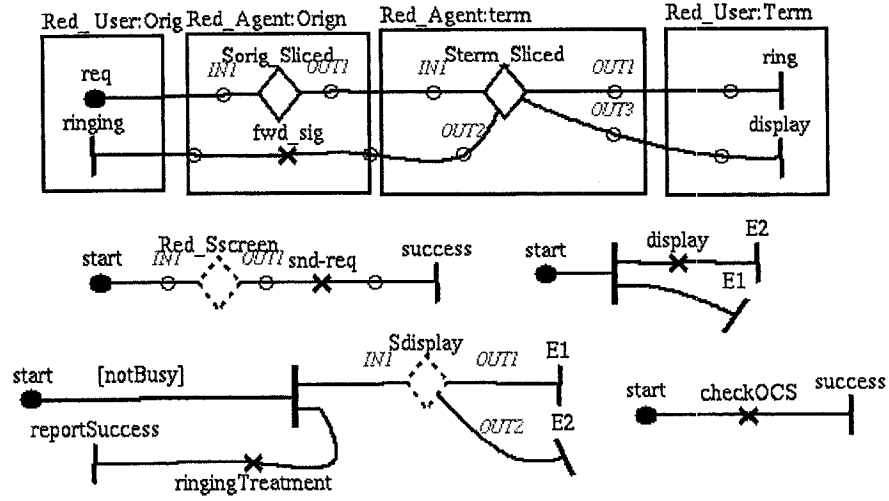 Red_User:Orig Red_Agent:Orign Red_Agent:term Red_User:Term
Sorig_Sliced Sterm_Sliced
req IN1 OUT1 IN1 OUT1 ring
ringing fwd_sig OUT2 OUT3 display
Red_Sscreen
start IN1 OUT1 snd-req success start display E2
E1
Sdisplay
start [notBusy] IN1 OUT1 E1 start checkOCS success
reportSuccess OUT2 E2
ringingTreatment